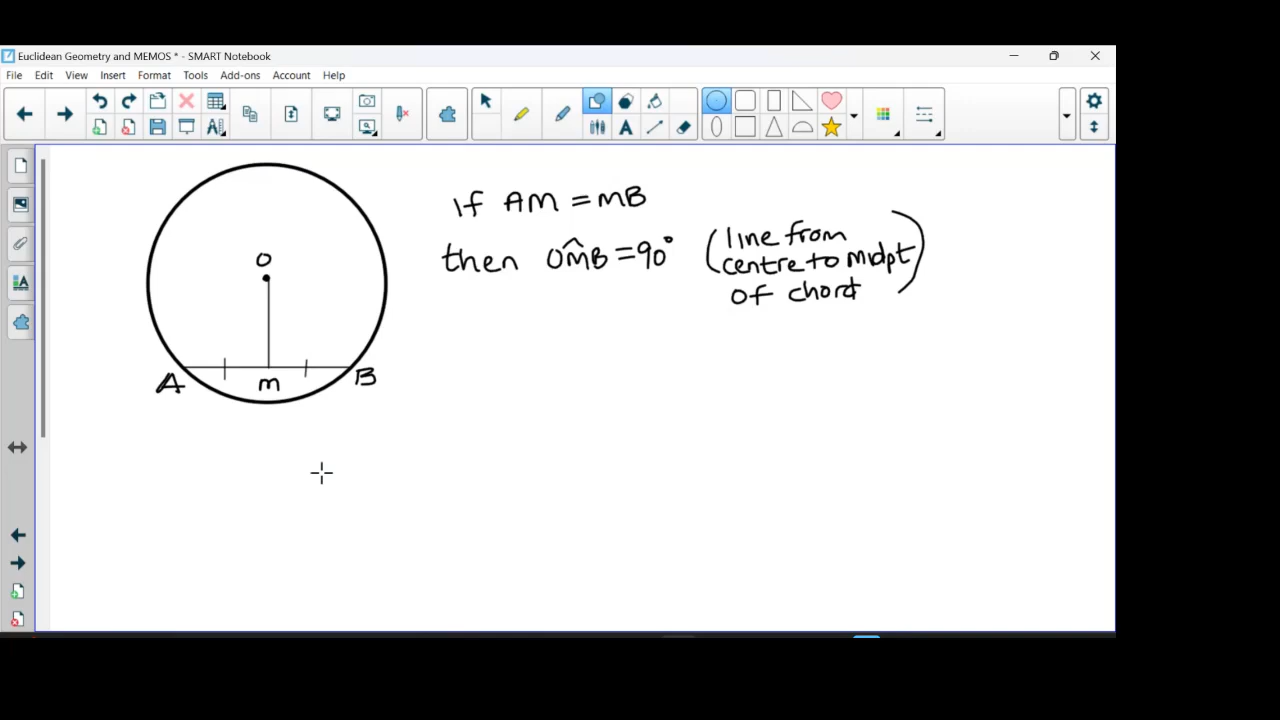 Euclidean Geometry and MEMOS * - SMART Notebook
File Edit View Insert Format Tools Add-ons Account Help
If AM = MB
then OM̂B = 90° (line from
centre to midpt
of chord)
O
A M B